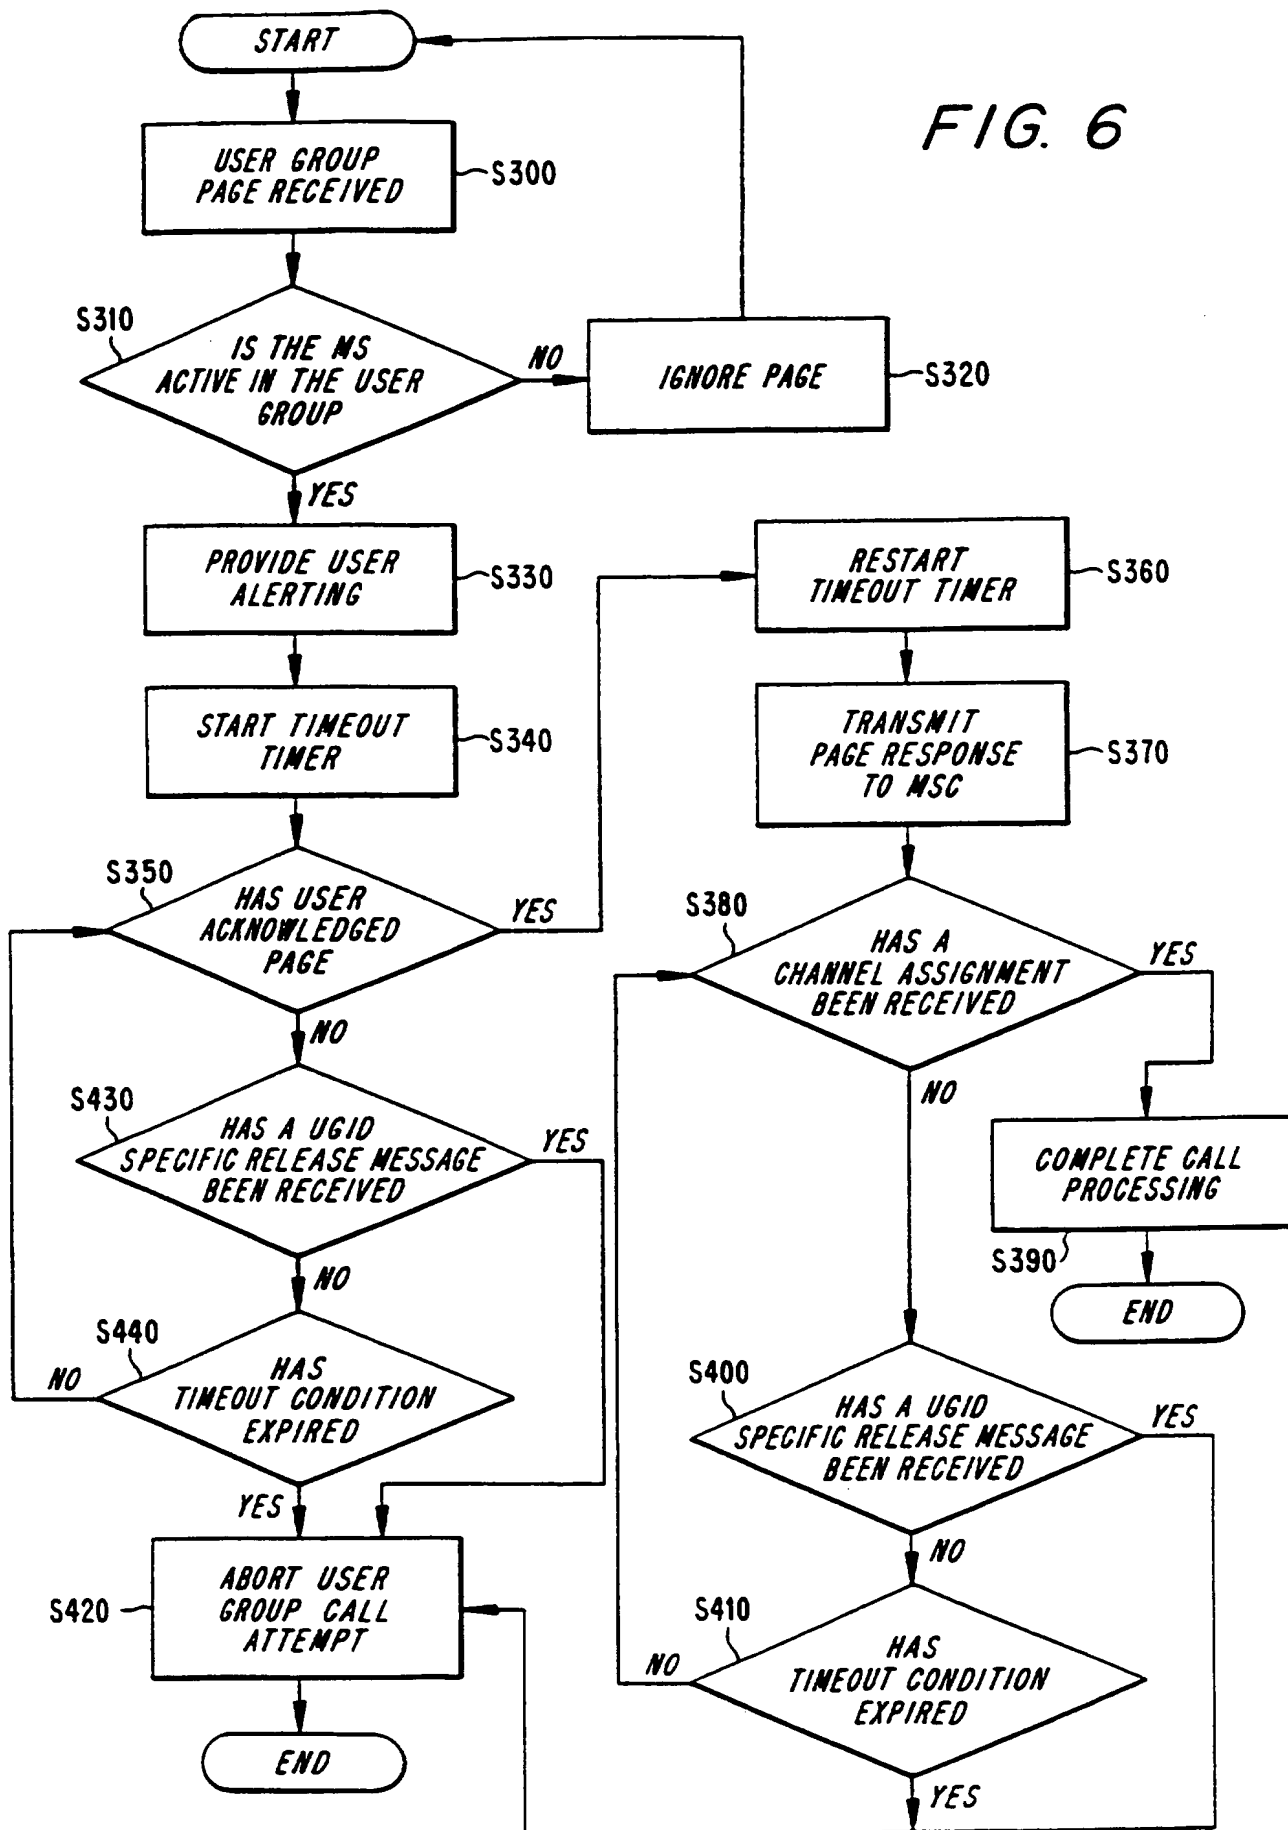 START
FIG. 6
USER GROUP
PAGE RECEIVED
S300
S310
IS THE MS
ACTIVE IN THE USER
GROUP
NO
IGNORE PAGE
S320
YES
PROVIDE USER
ALERTING
S330
RESTART
TIMEOUT TIMER
S360
START TIMEOUT
TIMER
S340
TRANSMIT
PAGE RESPONSE
TO MSC
S370
S350
HAS USER
ACKNOWLEDGED
PAGE
YES
NO
S380
HAS A
CHANNEL ASSIGNMENT
BEEN RECEIVED
YES
NO
S430
HAS A UGID
SPECIFIC RELEASE MESSAGE
BEEN RECEIVED
YES
NO
COMPLETE CALL
PROCESSING
S390
END
S440
HAS
TIMEOUT CONDITION
EXPIRED
NO
YES
S400
HAS A UGID
SPECIFIC RELEASE MESSAGE
BEEN RECEIVED
YES
NO
ABORT USER
GROUP CALL
ATTEMPT
S420
S410
HAS
TIMEOUT CONDITION
EXPIRED
NO
YES
END